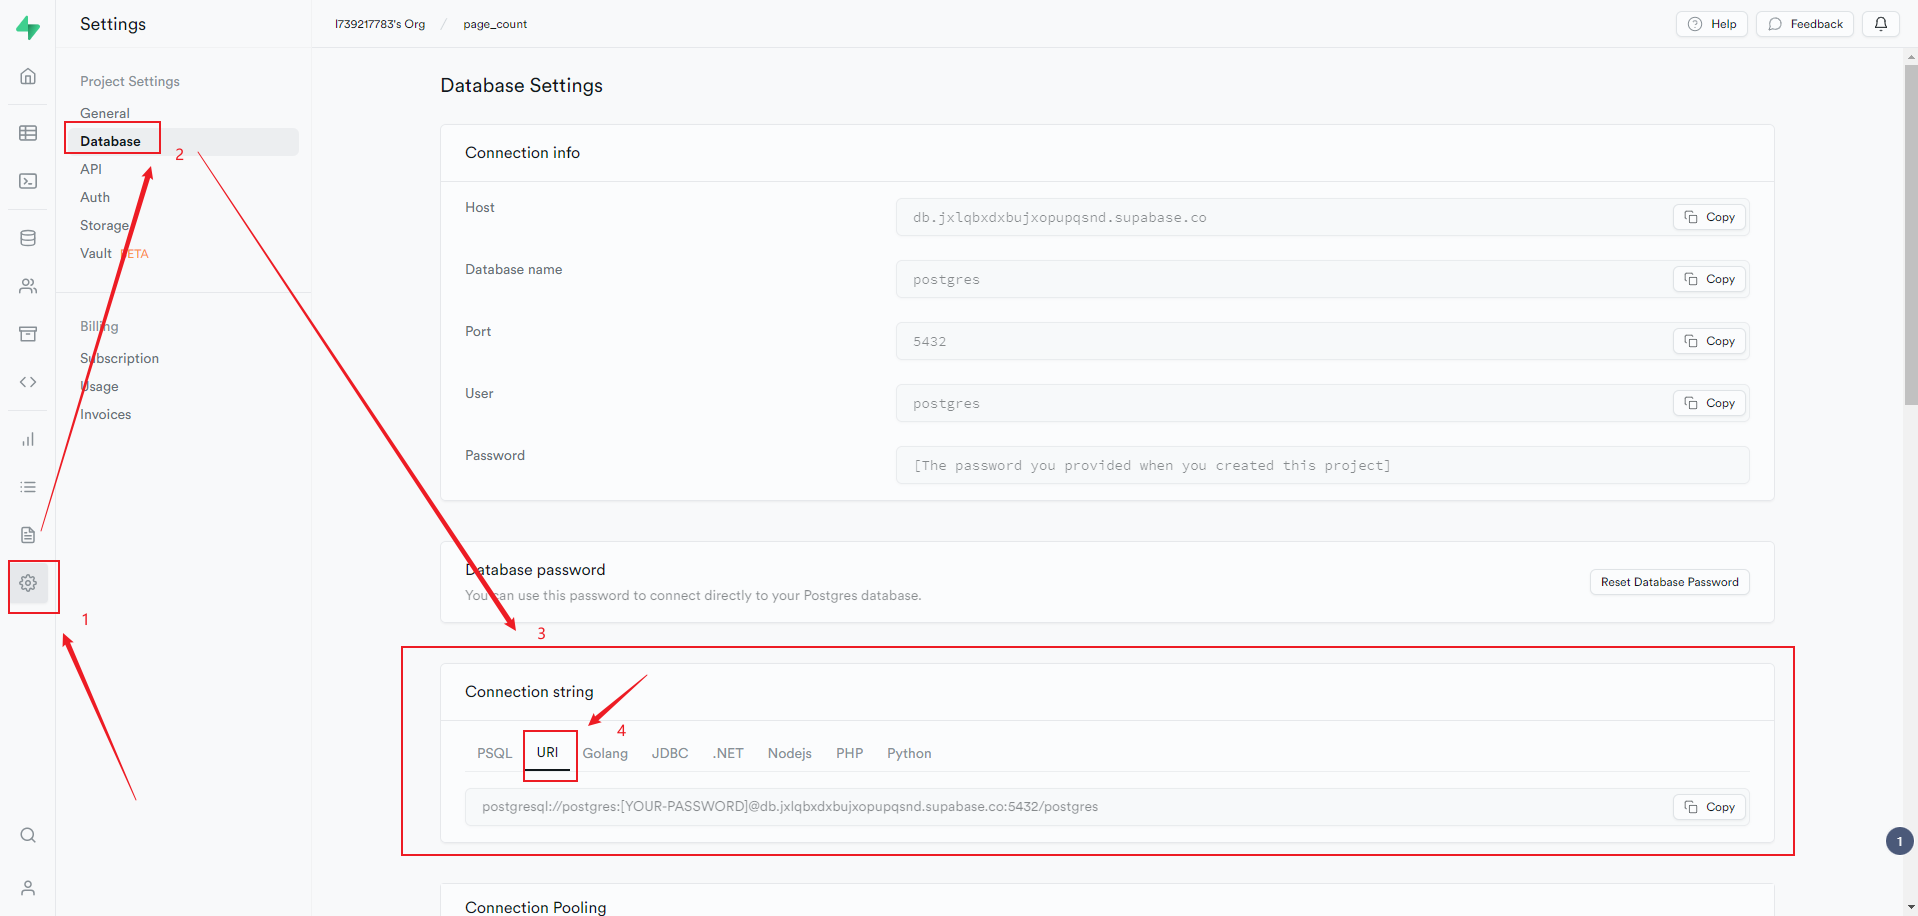 Settings
l739217783's Org / page_count
Help
Feedback
Project Settings
General
Database
2
API
Auth
Storage
Vault BETA
Billing
Subscription
Usage
Invoices
1
Database Settings
Connection info
Host
db.jxlqbxdxbujxopupqsnd.supabase.co
Copy
Database name
postgres
Copy
Port
5432
Copy
User
postgres
Copy
Password
[The password you provided when you created this project]
Database password
You can use this password to connect directly to your Postgres database.
Reset Database Password
3
Connection string
4
PSQL URI Golang JDBC .NET Nodejs PHP Python
postgresql://postgres:[YOUR-PASSWORD]@db.jxlqbxdxbujxopupqsnd.supabase.co:5432/postgres
Copy
1
Connection Pooling